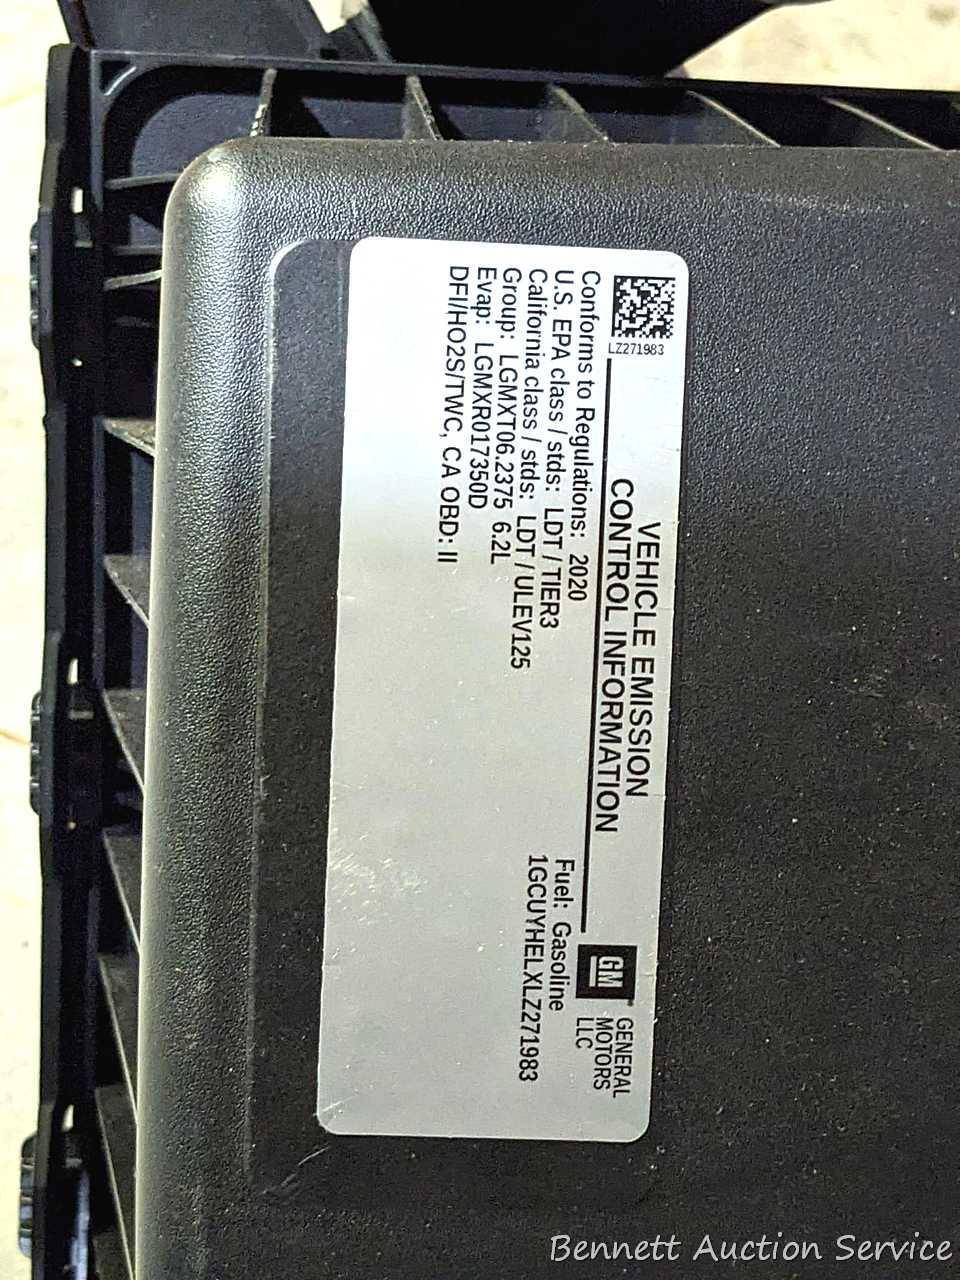 LZ271983
VEHICLE EMISSION
CONTROL INFORMATION
GM
GENERAL
MOTORS
LLC
Conforms to Regulations: 2020
U.S. EPA class / stds: LDT / TIER3
California class / stds: LDT / ULEV125
Group: LGMXT06.2375 6.2L
Evap: LGMXR017350D
DFI/HO2S/TWC, CA OBD: II
Fuel: Gasoline
1GCUYHELXLZ271983
Bennett Auction Service